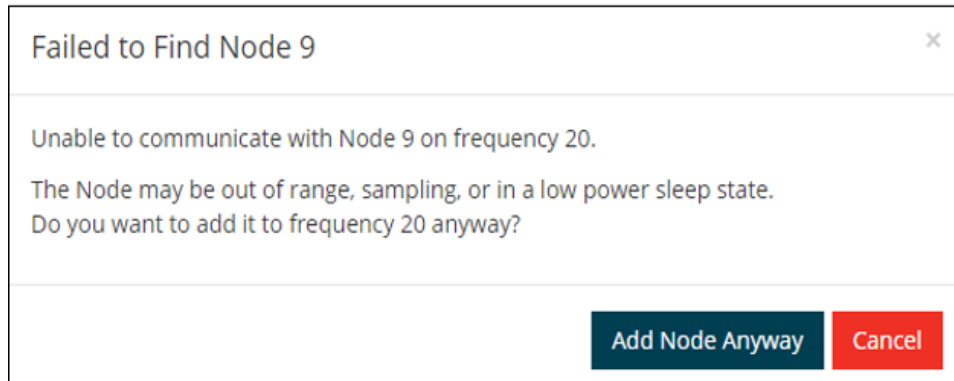 Failed to Find Node 9
×
Unable to communicate with Node 9 on frequency 20.
The Node may be out of range, sampling, or in a low power sleep state.
Do you want to add it to frequency 20 anyway?
Add Node Anyway
Cancel